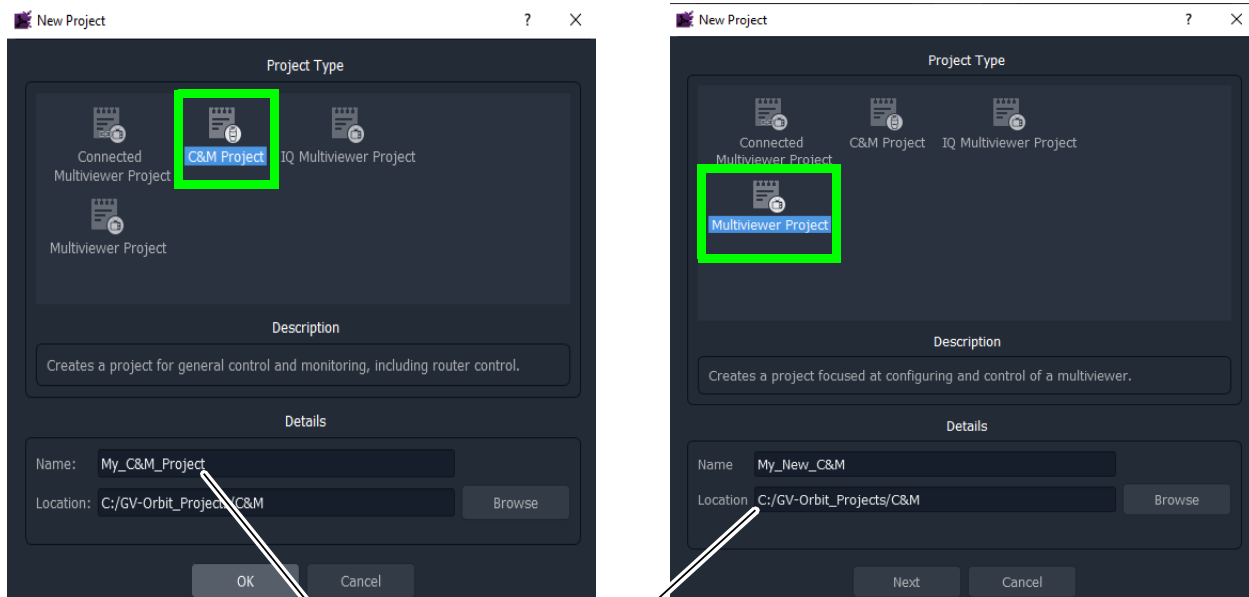 New Project
?
X
Project Type
Connected
Multiviewer Project
C&M Project
IQ Multiviewer Project
Multiviewer Project
Description
Creates a project for general control and monitoring, including router control.
Details
Name:
My_C&M_Project
Location:
C:/GV-Orbit_Projects/C&M
Browse
OK
Cancel
New Project
?
X
Project Type
Connected
Multiviewer Project
C&M Project
IQ Multiviewer Project
Multiviewer Project
Description
Creates a project focused at configuring and control of a multiviewer.
Details
Name
My_New_C&M
Location
C:/GV-Orbit_Projects/C&M
Browse
Next
Cancel